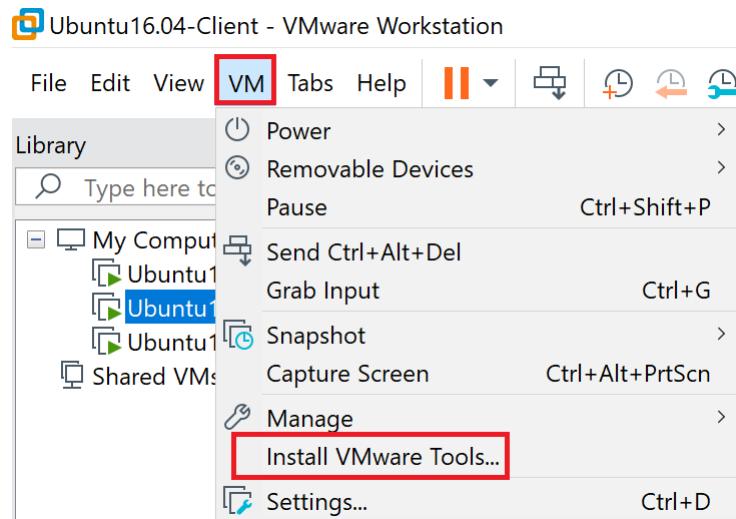 Ubuntu16.04-Client - VMware Workstation
File Edit View VM Tabs Help
Library
Type here to
My Comput
Ubuntu1
Ubuntu1
Ubuntu1
Shared VMs
Power
Removable Devices
Pause Ctrl+Shift+P
Send Ctrl+Alt+Del
Grab Input Ctrl+G
Snapshot
Capture Screen Ctrl+Alt+PrtScn
Manage
Install VMware Tools...
Settings... Ctrl+D